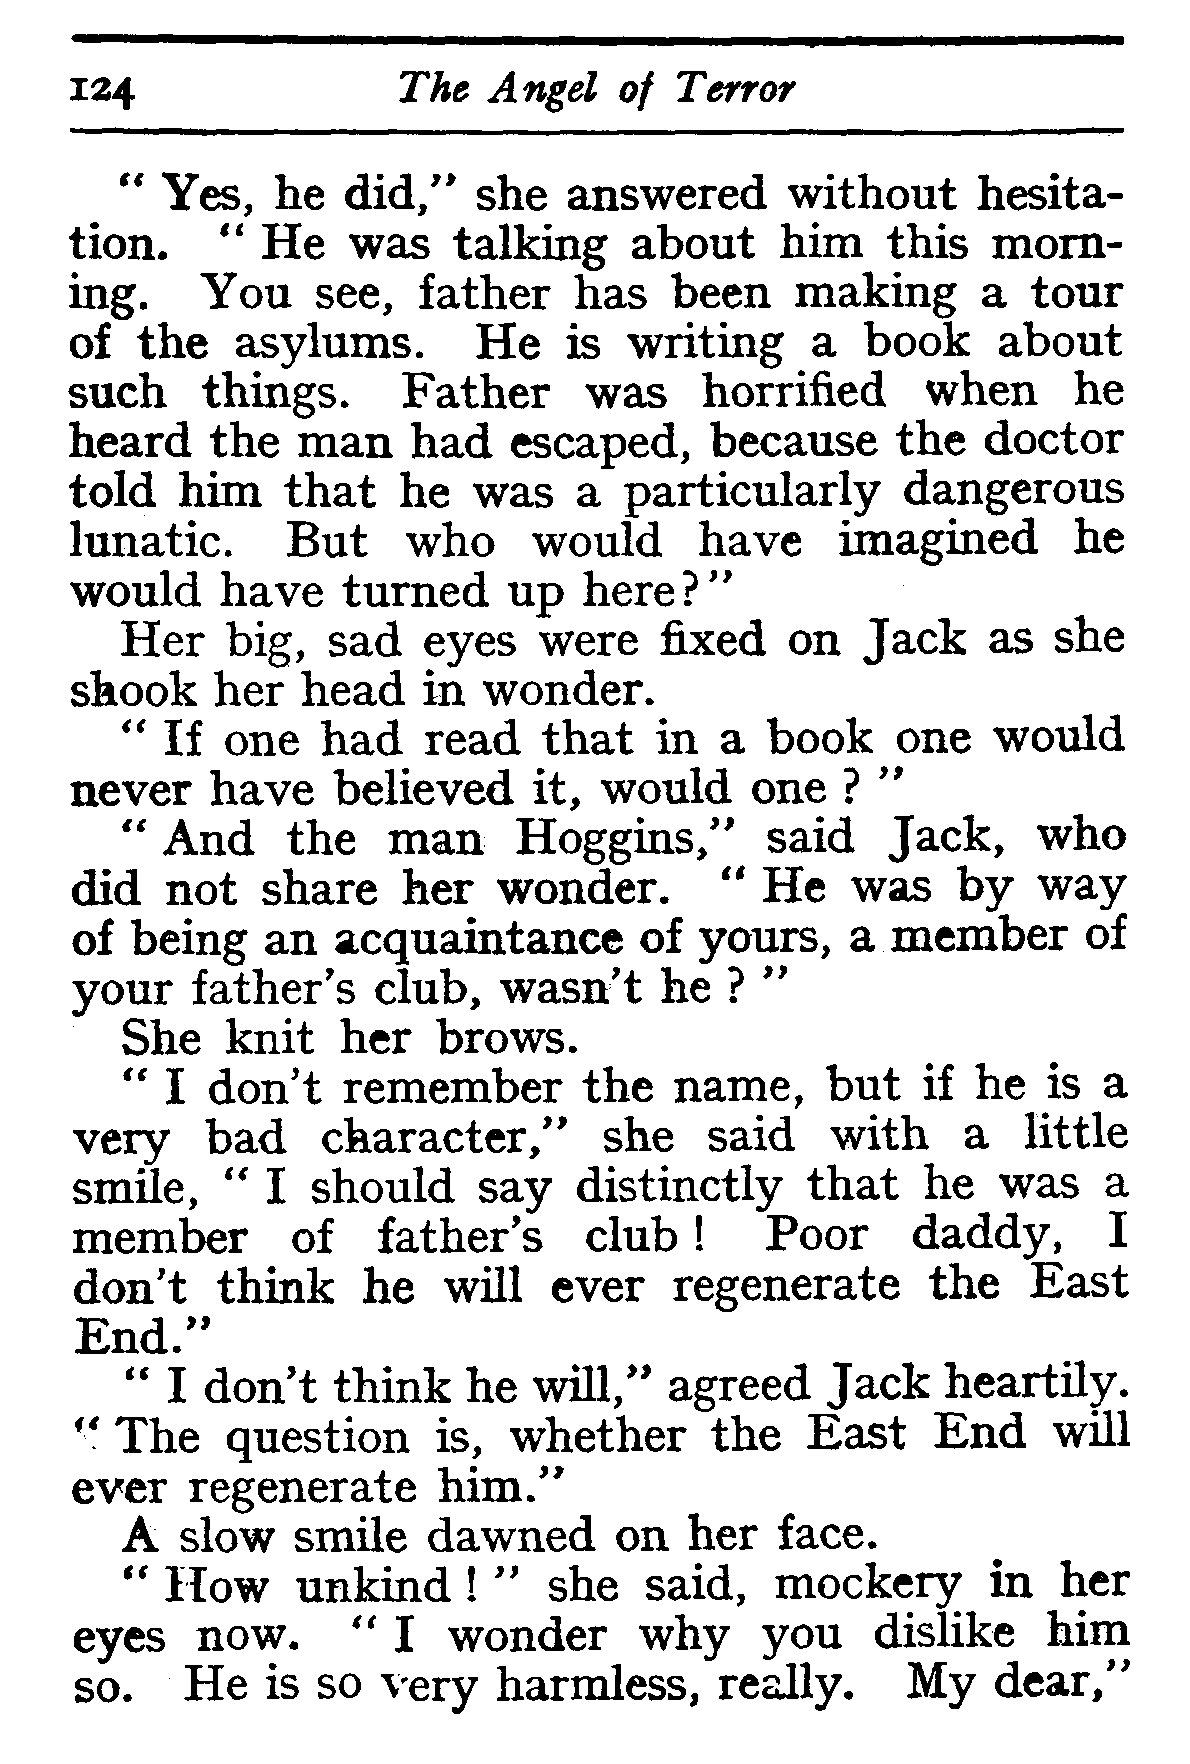 124 The Angel of Terror
" Yes, he did," she answered without hesita-
tion. " He was talking about him this morn-
ing. You see, father has been making a tour
of the asylums. He is writing a book about
such things. Father was horrified when he
heard the man had escaped, because the doctor
told him that he was a particularly dangerous
lunatic. But who would have imagined he
would have turned up here?"
Her big, sad eyes were fixed on Jack as she
shook her head in wonder.
" If one had read that in a book one would
never have believed it, would one ? "
" And the man Hoggins," said Jack, who
did not share her wonder. " He was by way
of being an acquaintance of yours, a member of
your father's club, wasn't he ? "
She knit her brows.
" I don't remember the name, but if he is a
very bad character," she said with a little
smile, " I should say distinctly that he was a
member of father's club ! Poor daddy, I
don't think he will ever regenerate the East
End."
" I don't think he will," agreed Jack heartily.
" The question is, whether the East End will
ever regenerate him."
A slow smile dawned on her face.
" How unkind ! " she said, mockery in her
eyes now. " I wonder why you dislike him
so. He is so very harmless, really. My dear,"